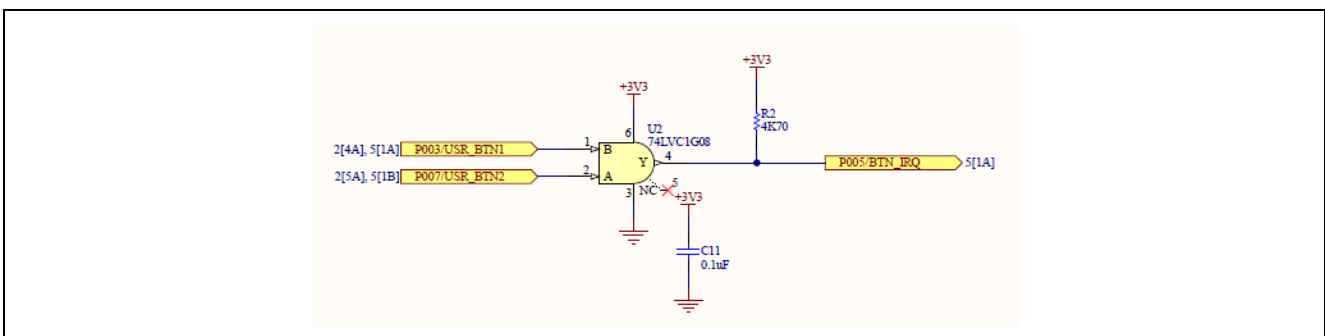 +3V3
+3V3
R2
4K70
6
U2
74LVC1G08
2[4A], 5[1A] P003/USR_BTN1 1 B
Y 4
P005/BTN_IRQ 5[1A]
2[5A], 5[1B] P007/USR_BTN2 2 A
3
NC 5
+3V3
C11
0.1uF